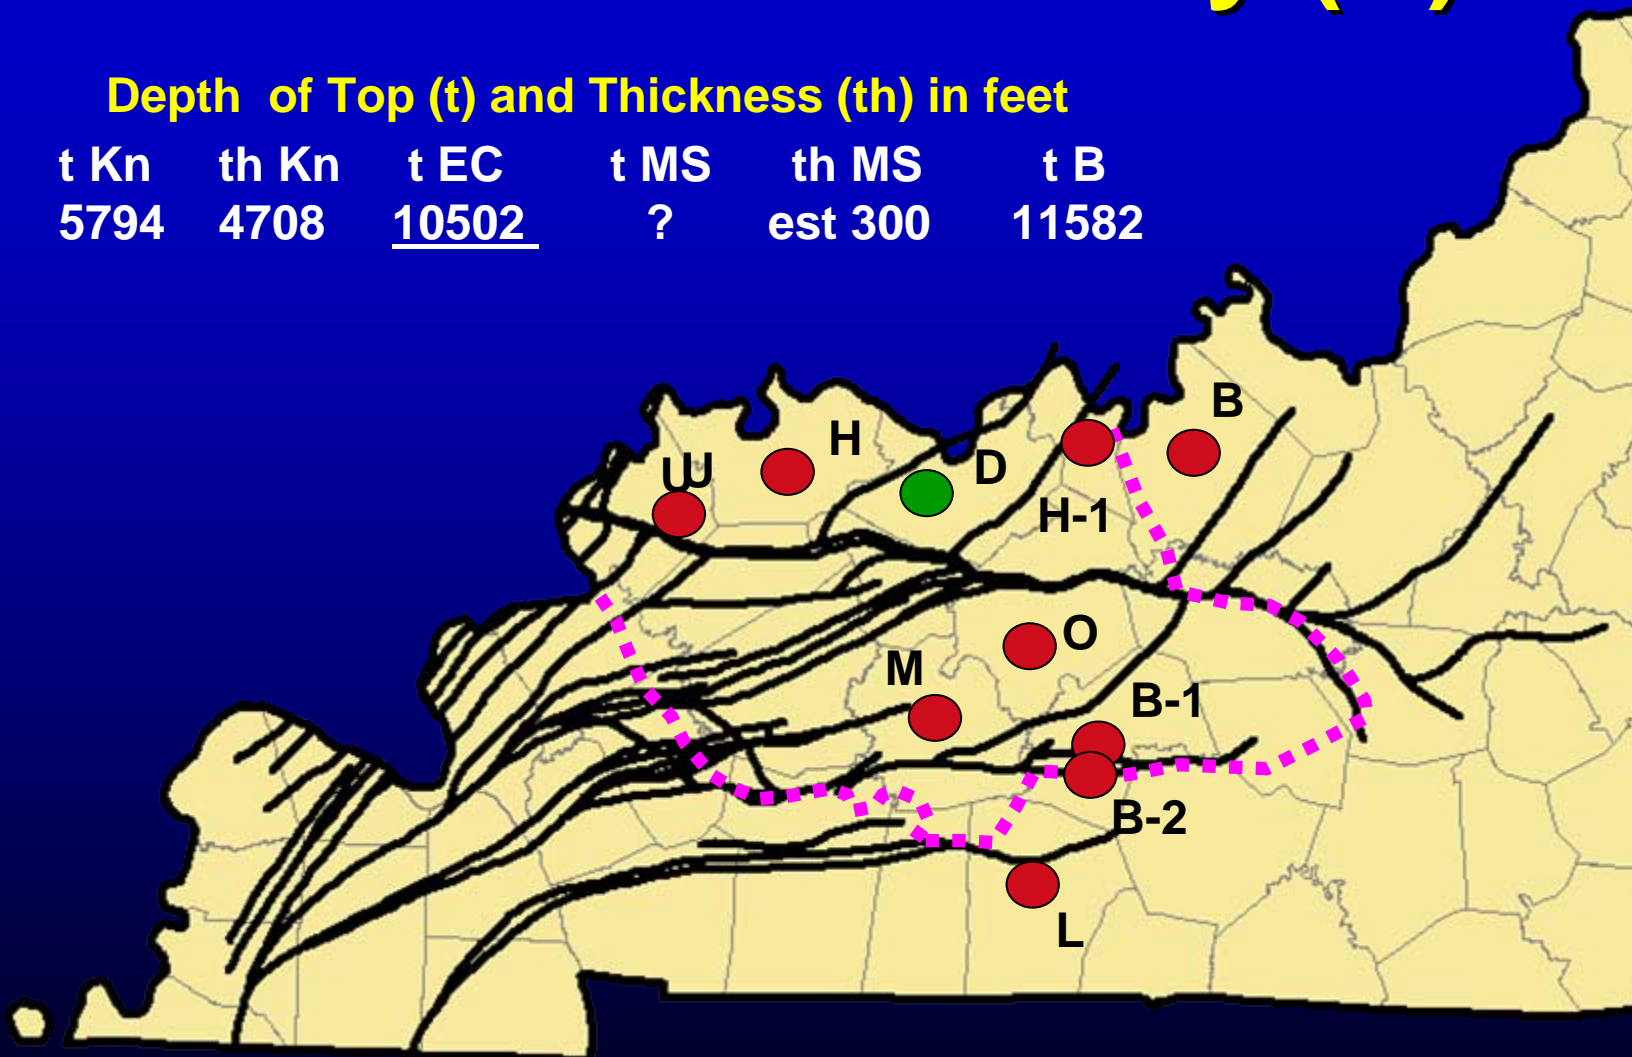 Depth of Top (t) and Thickness (th) in feet
t Kn th Kn t EC t MS th MS t B
5794 4708 10502 ? est 300 11582
B
H
U U
D
H-1
O
M
B-1
B-2
L